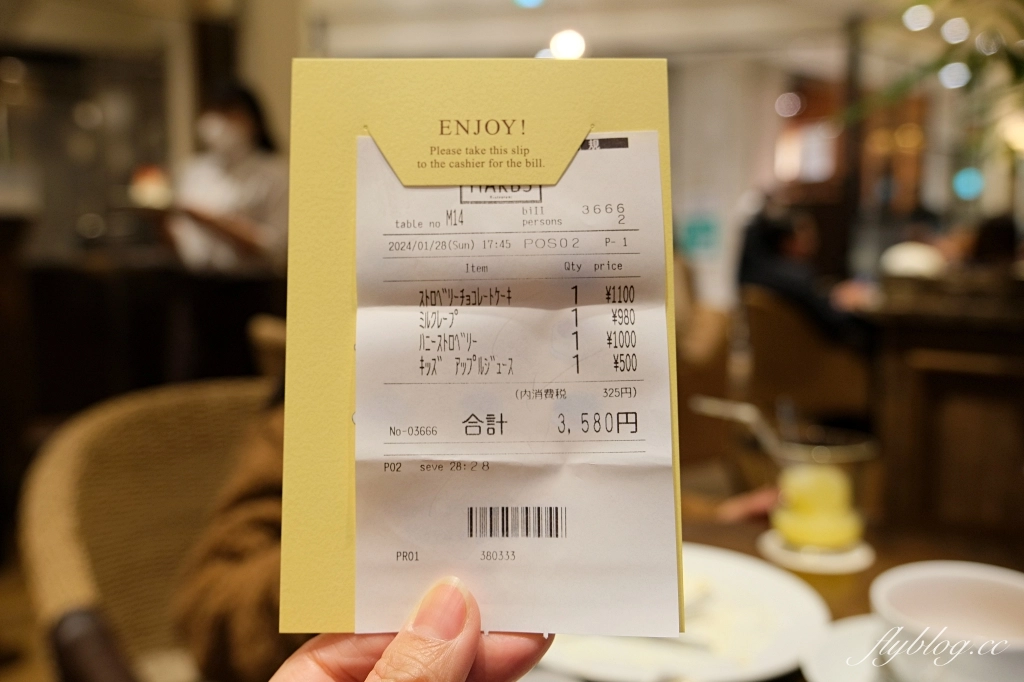 ENJOY!
Please take this slip
to the cashier for the bill.
HARBS
table no M14 bill 3666
persons 2
2024/01/28(Sun) 17:45 POS02 P- 1
Item Qty price
ストロベリーチョコレートケーキ 1 ¥1100
ミルクレープ 1 ¥980
ハニーストロベリー 1 ¥1000
キッズ アップルジュース 1 ¥500
(内消費税 325円)
No-03666 合計 3,580円
P02 seve 28:28
PR01 380333
flyblog.cc